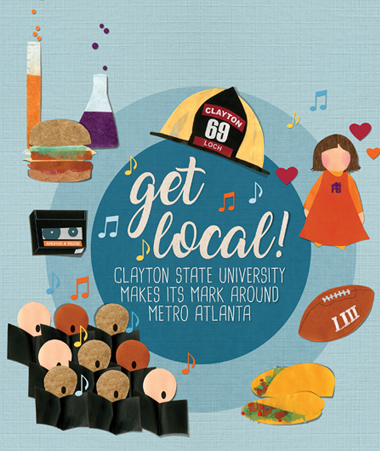 CLAYTON
69
LOCH
get
local!
CLAYTON STATE UNIVERSITY
MAKES ITS MARK AROUND
METRO ATLANTA
LIII